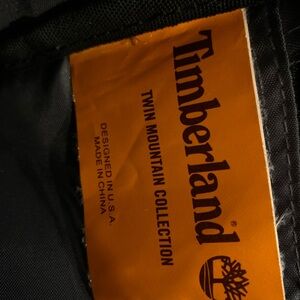 Timberland®
TWIN MOUNTAIN COLLECTION
DESIGNED IN U.S.A.
MADE IN CHINA